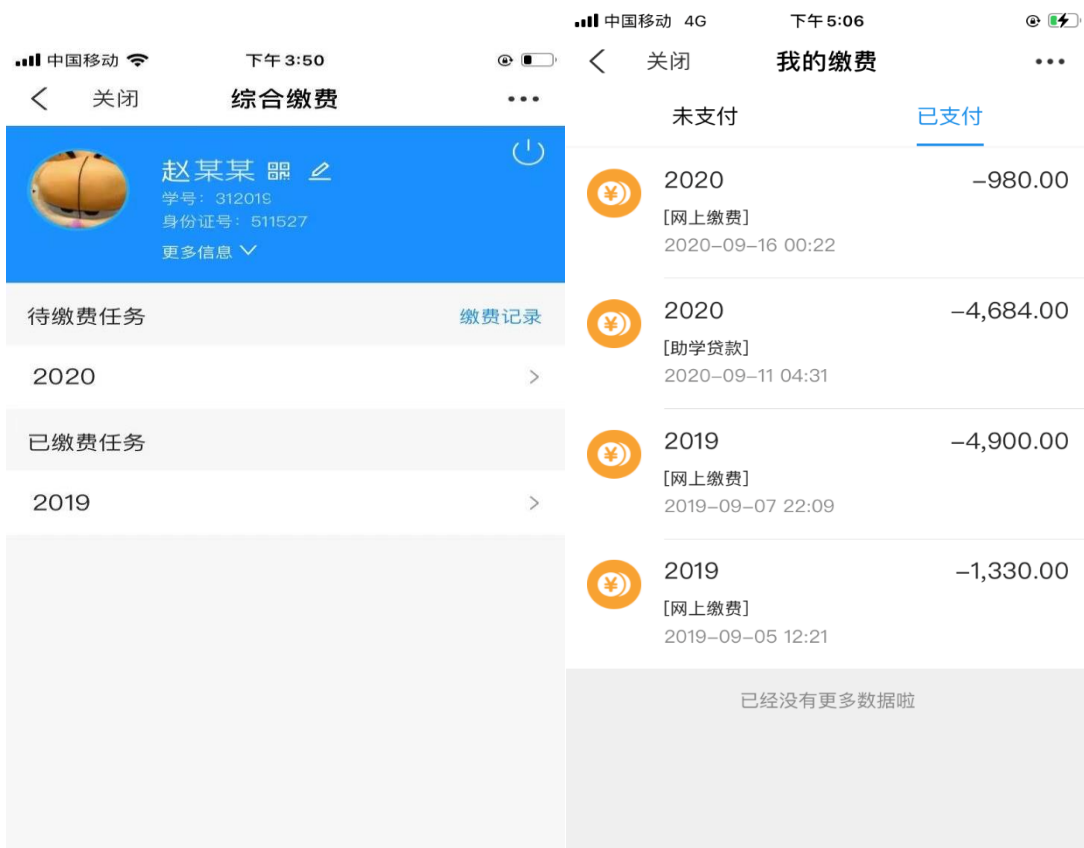 中国移动 下午3:50
关闭 综合缴费
赵某某
学号：312019
身份证号：511527
更多信息
待缴费任务 缴费记录
2020
已缴费任务
2019
中国移动 4G 下午5:06
关闭 我的缴费
未支付 已支付
2020 -980.00
[网上缴费]
2020-09-16 00:22
2020 -4,684.00
[助学贷款]
2020-09-11 04:31
2019 -4,900.00
[网上缴费]
2019-09-07 22:09
2019 -1,330.00
[网上缴费]
2019-09-05 12:21
已经没有更多数据啦